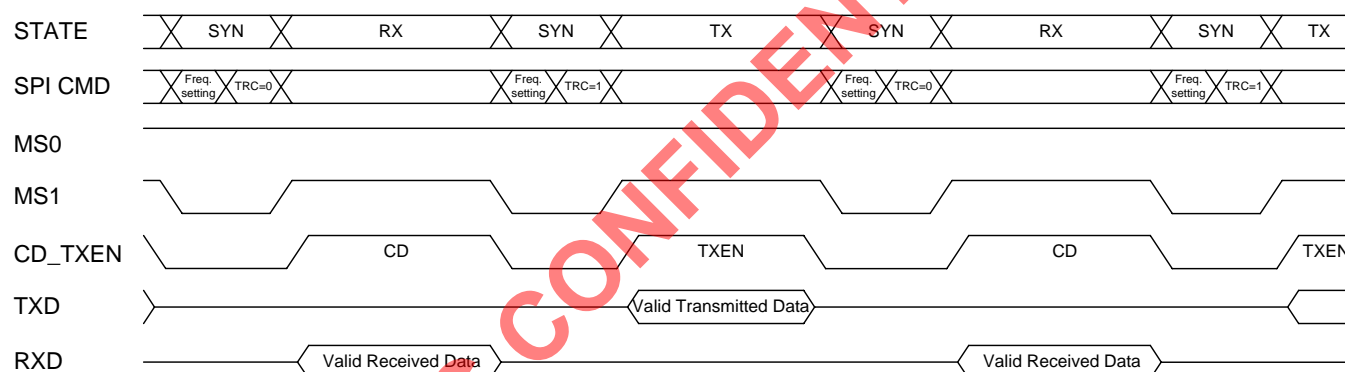 STATE SYN RX SYN TX SYN RX SYN TX
SPI CMD Freq. setting TRC=0 Freq. setting TRC=1 Freq. setting TRC=0 Freq. setting TRC=1
MS0
MS1
CD_TXEN CD TXEN CD TXEN
TXD Valid Transmitted Data
RXD Valid Received Data Valid Received Data
CONFIDENT